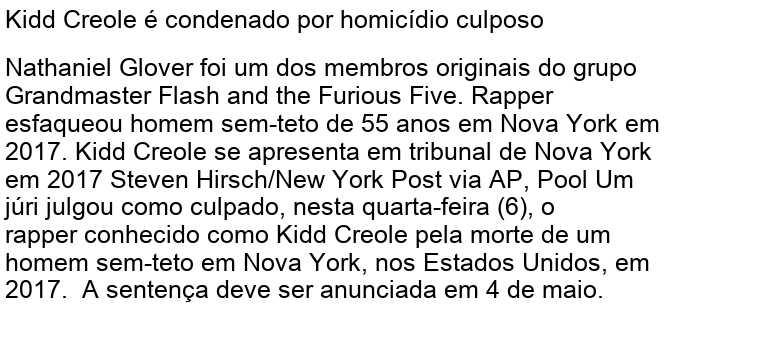 Kidd Creole é condenado por homicídio culposo
Nathaniel Glover foi um dos membros originais do grupo
Grandmaster Flash and the Furious Five. Rapper
esfaqueou homem sem-teto de 55 anos em Nova York em
2017. Kidd Creole se apresenta em tribunal de Nova York
em 2017 Steven Hirsch/New York Post via AP, Pool Um
júri julgou como culpado, nesta quarta-feira (6), o
rapper conhecido como Kidd Creole pela morte de um
homem sem-teto em Nova York, nos Estados Unidos, em
2017.  A sentença deve ser anunciada em 4 de maio.